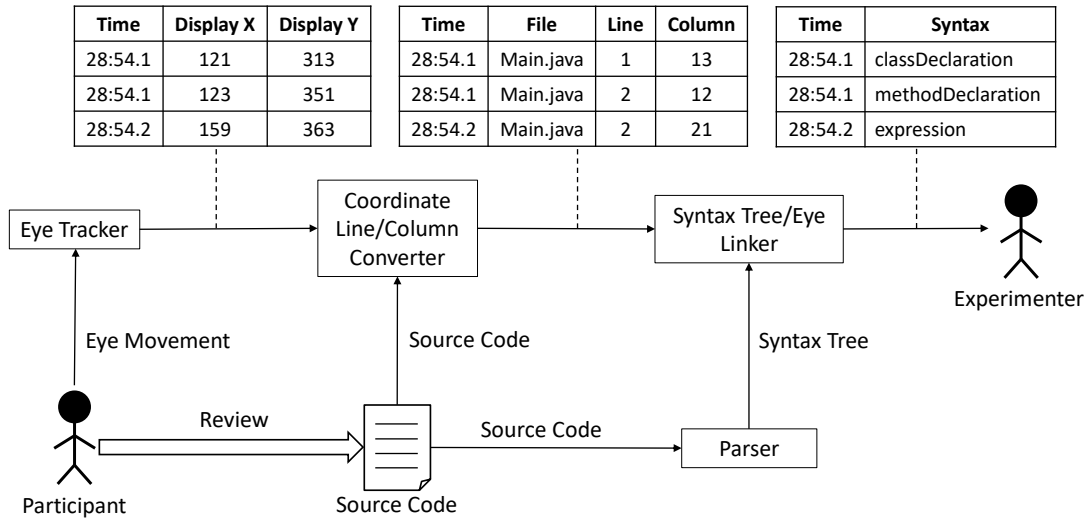 Time Display X Display Y
28:54.1 121 313
28:54.1 123 351
28:54.2 159 363
Time File Line Column
28:54.1 Main.java 1 13
28:54.1 Main.java 2 12
28:54.2 Main.java 2 21
Time Syntax
28:54.1 classDeclaration
28:54.1 methodDeclaration
28:54.2 expression
Eye Tracker
Coordinate
Line/Column
Converter
Syntax Tree/Eye
Linker
Experimenter
Eye Movement
Source Code
Syntax Tree
Review
Source Code
Parser
Participant
Source Code